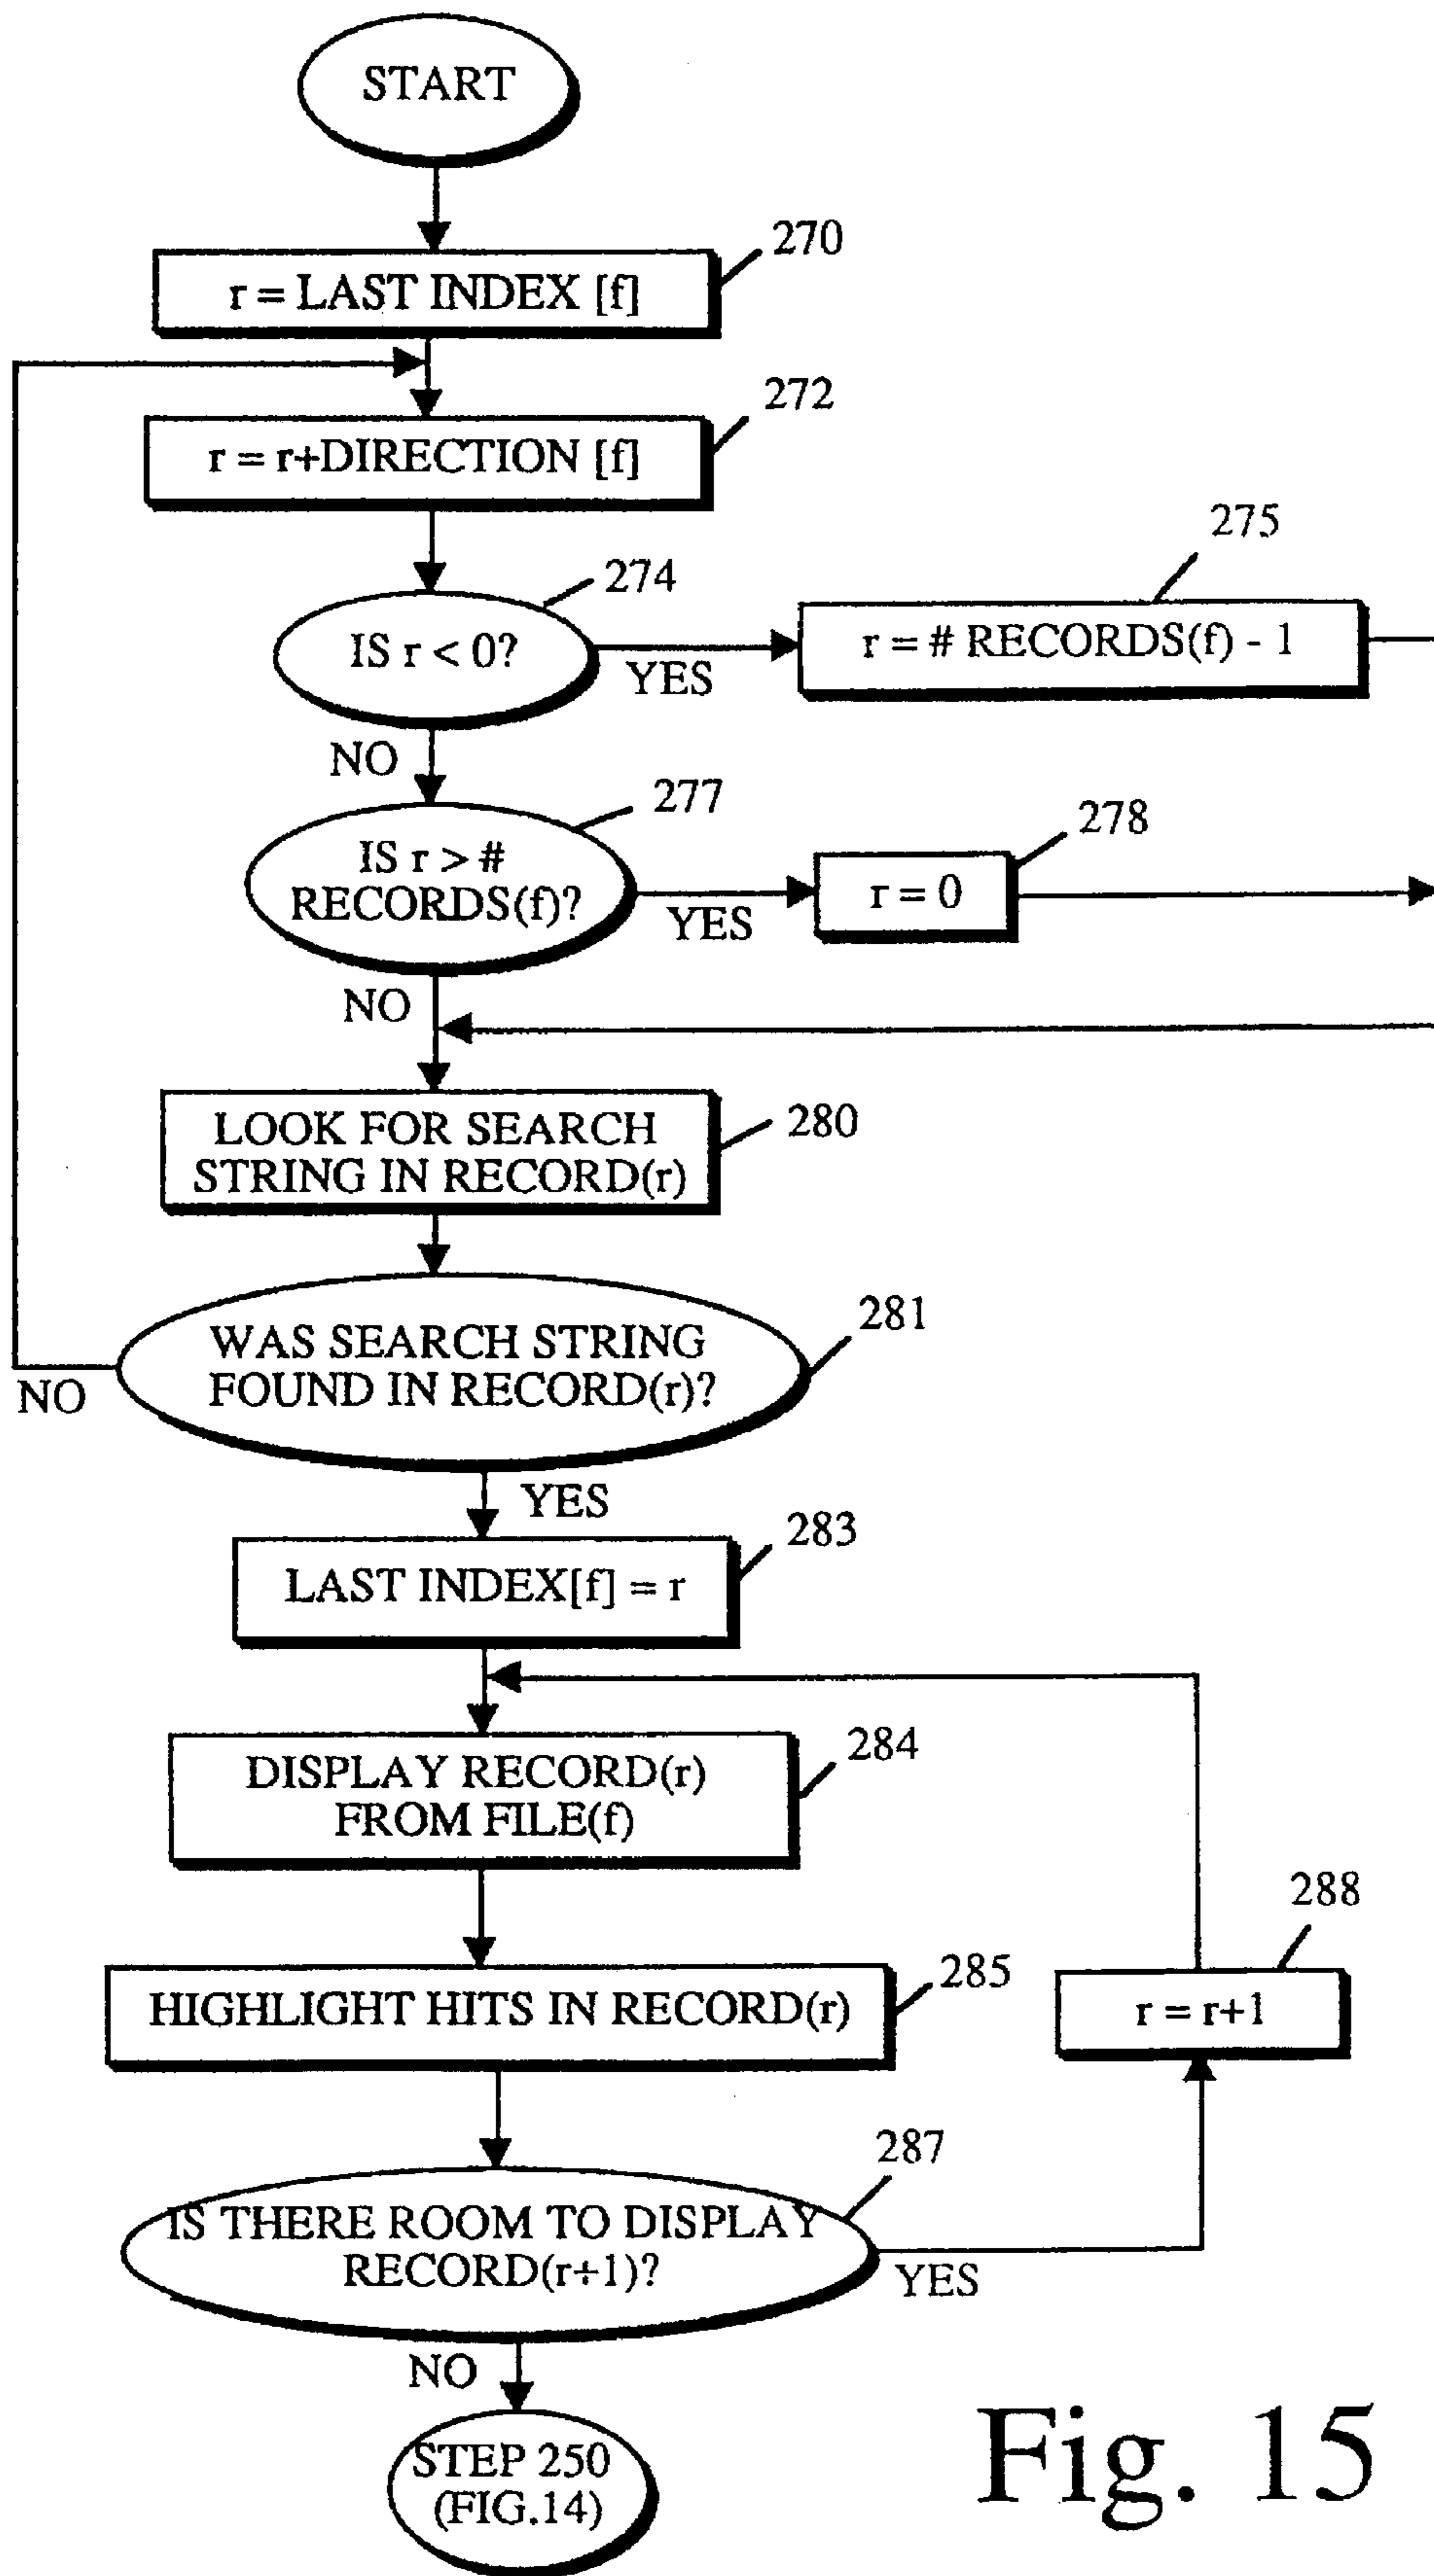 START
270
r = LAST INDEX [f]
272
r = r+DIRECTION [f]
274
275
IS r < 0?
r = # RECORDS(f) - 1
YES
NO
277
278
IS r > #
RECORDS(f)?
r = 0
YES
NO
280
LOOK FOR SEARCH
STRING IN RECORD(r)
281
WAS SEARCH STRING
FOUND IN RECORD(r)?
NO
YES
283
LAST INDEX[f] = r
284
DISPLAY RECORD(r)
FROM FILE(f)
288
285
HIGHLIGHT HITS IN RECORD(r)
r = r+1
287
IS THERE ROOM TO DISPLAY
RECORD(r+1)?
YES
NO
STEP 250
(FIG.14)
Fig. 15